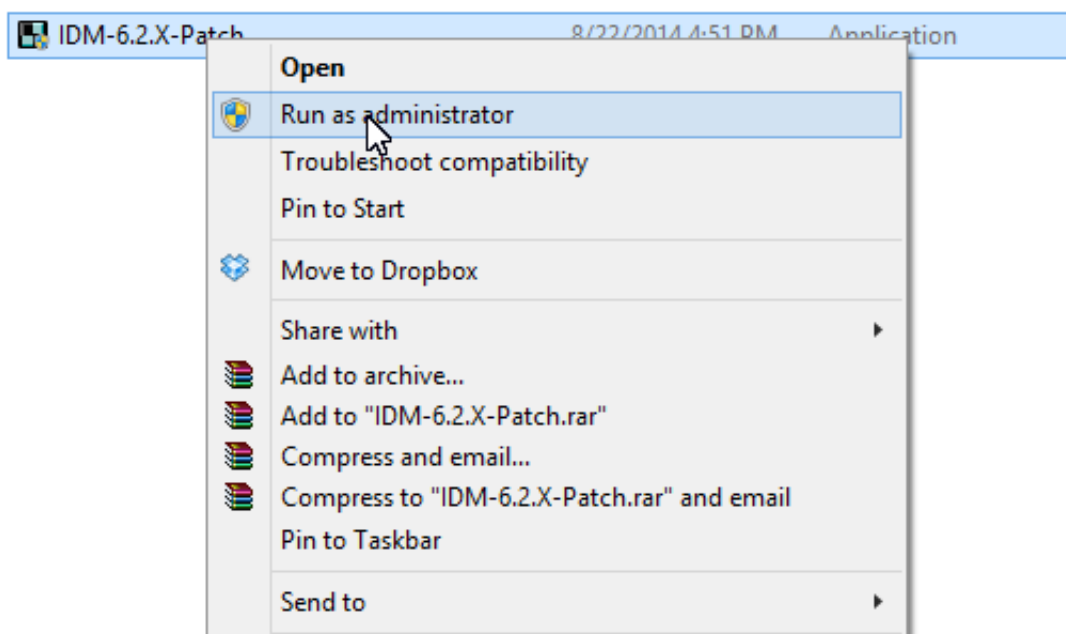 IDM-6.2.X-Patch 8/22/2014 4:51 PM Application
Open
Run as administrator
Troubleshoot compatibility
Pin to Start
Move to Dropbox
Share with
Add to archive...
Add to "IDM-6.2.X-Patch.rar"
Compress and email...
Compress to "IDM-6.2.X-Patch.rar" and email
Pin to Taskbar
Send to